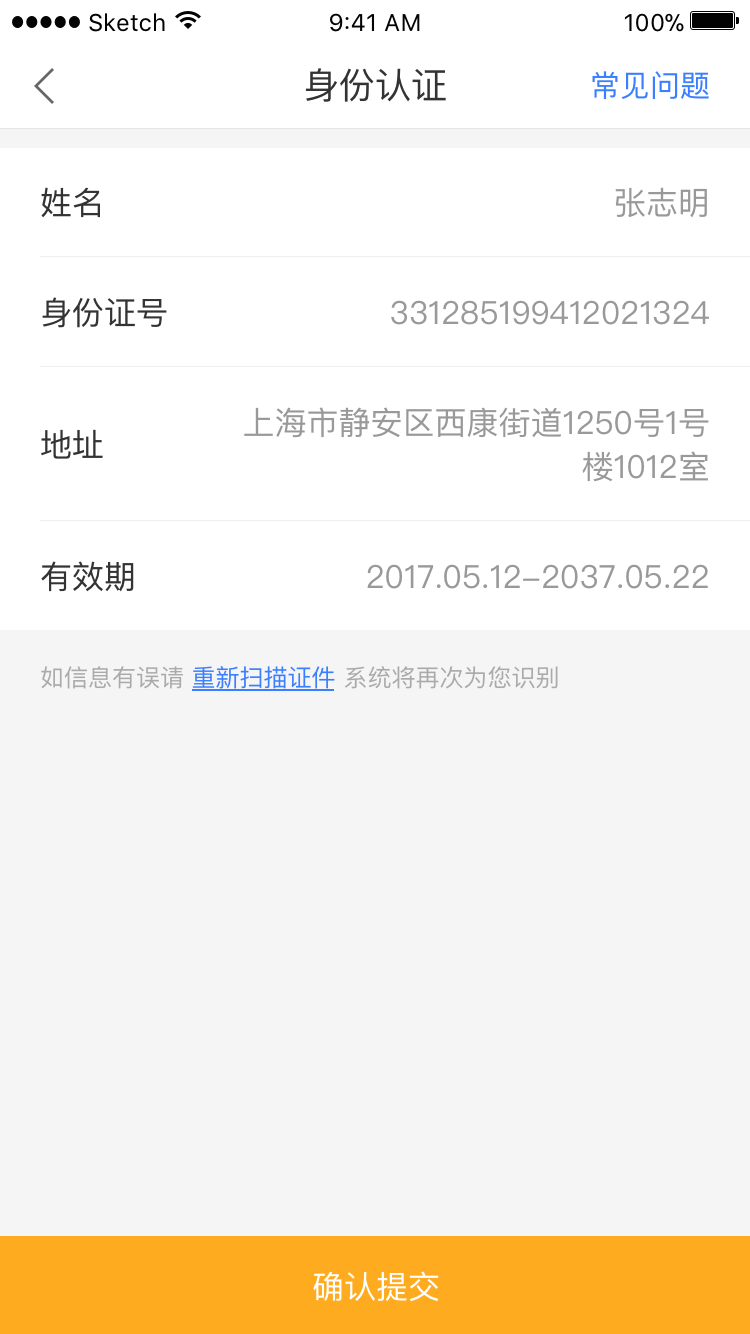 ●●●●● Sketch 9:41 AM 100%
身份认证 常见问题
姓名 张志明
身份证号 331285199412021324
地址 上海市静安区西康街道1250号1号
楼1012室
有效期 2017.05.12–2037.05.22
如信息有误请 重新扫描证件 系统将再次为您识别
确认提交